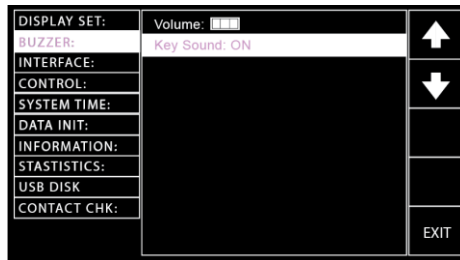 DISPLAY SET:
BUZZER:
INTERFACE:
CONTROL:
SYSTEM TIME:
DATA INIT:
INFORMATION:
STASTISTICS:
USB DISK
CONTACT CHK:
Volume:
Key Sound: ON
EXIT